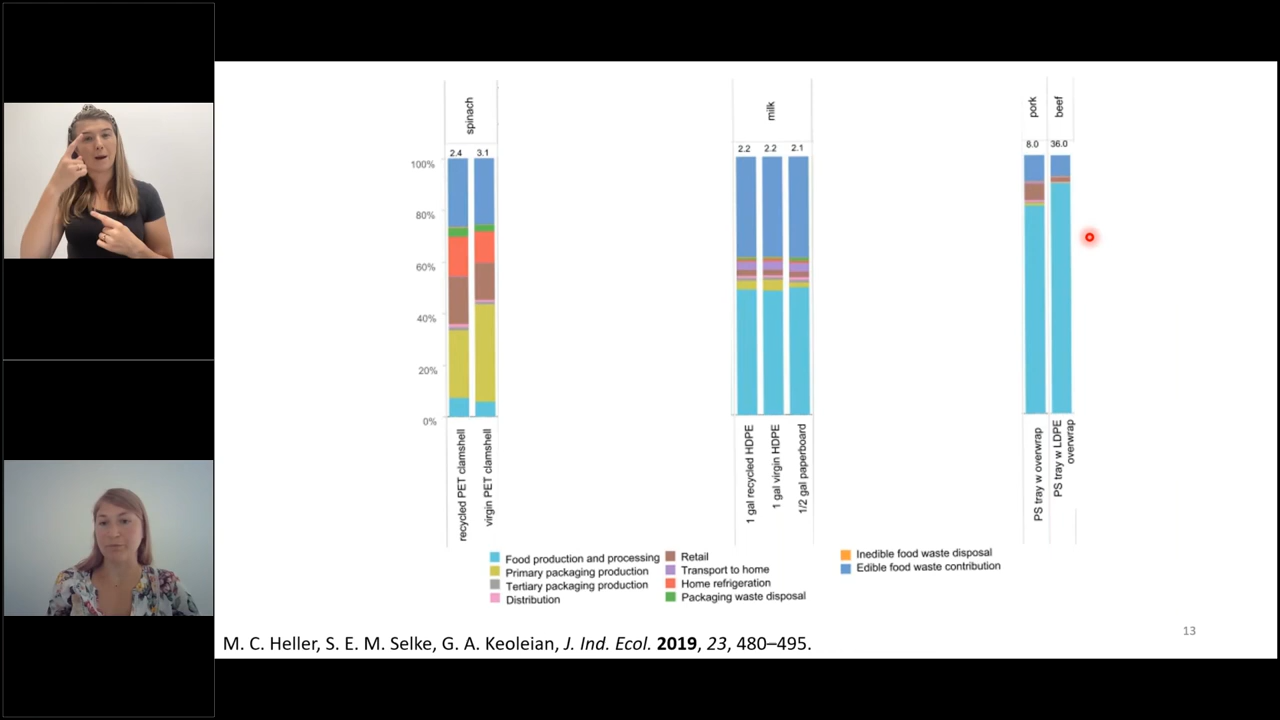 spinach
milk
pork
beef
2.4
3.1
2.2
2.2
2.1
8.0
36.0
100%
80%
60%
40%
20%
0%
recycled PET clamshell
virgin PET clamshell
1 gal recycled HDPE
1 gal virgin HDPE
1/2 gal paperboard
PS tray w overwrap
PS tray w LDPE
overwrap
Food production and processing
Primary packaging production
Tertiary packaging production
Distribution
Retail
Transport to home
Home refrigeration
Packaging waste disposal
Inedible food waste disposal
Edible food waste contribution
13
M. C. Heller, S. E. M. Selke, G. A. Keoleian, J. Ind. Ecol. 2019, 23, 480–495.